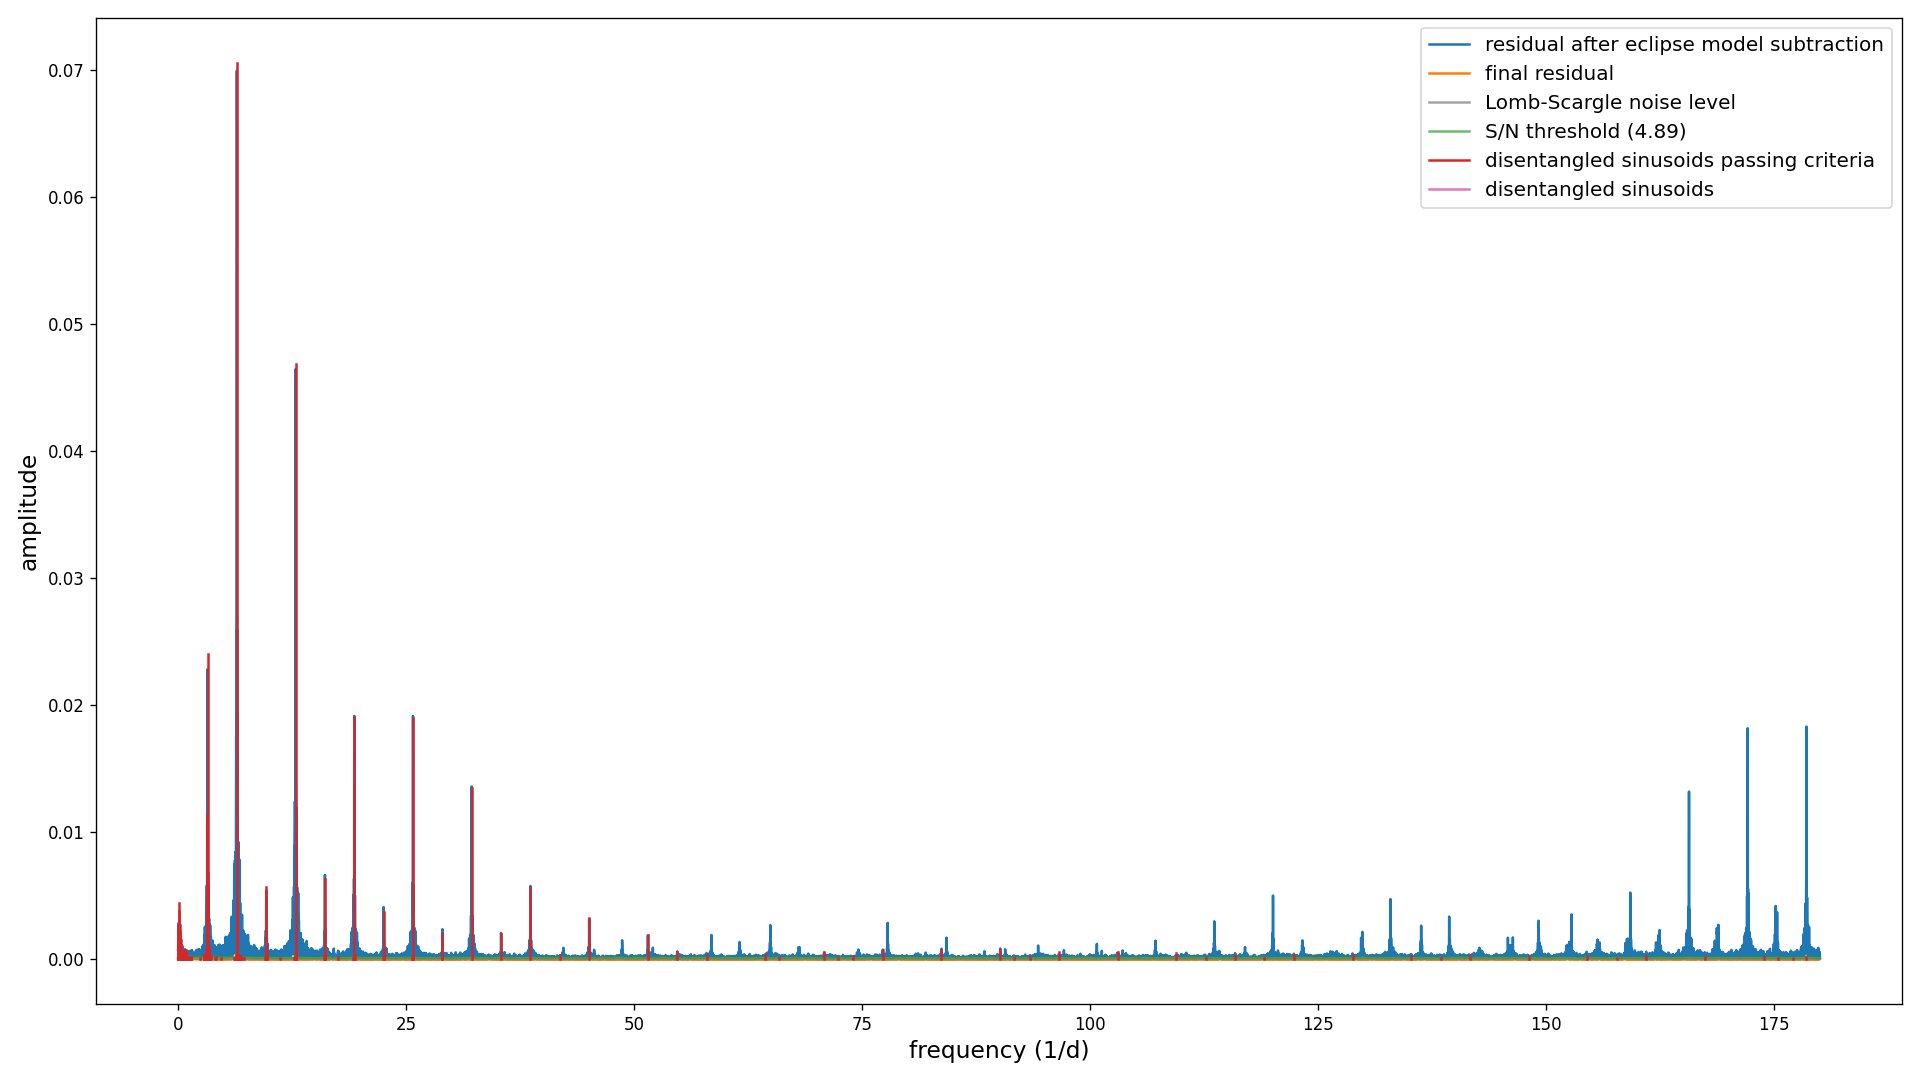 residual after eclipse model subtraction
final residual
Lomb-Scargle noise level
S/N threshold (4.89)
disentangled sinusoids passing criteria
disentangled sinusoids
0.07
0.06
0.05
0.04
0.03
0.02
0.01
0.00
amplitude
0 25 50 75 100 125 150 175
frequency (1/d)